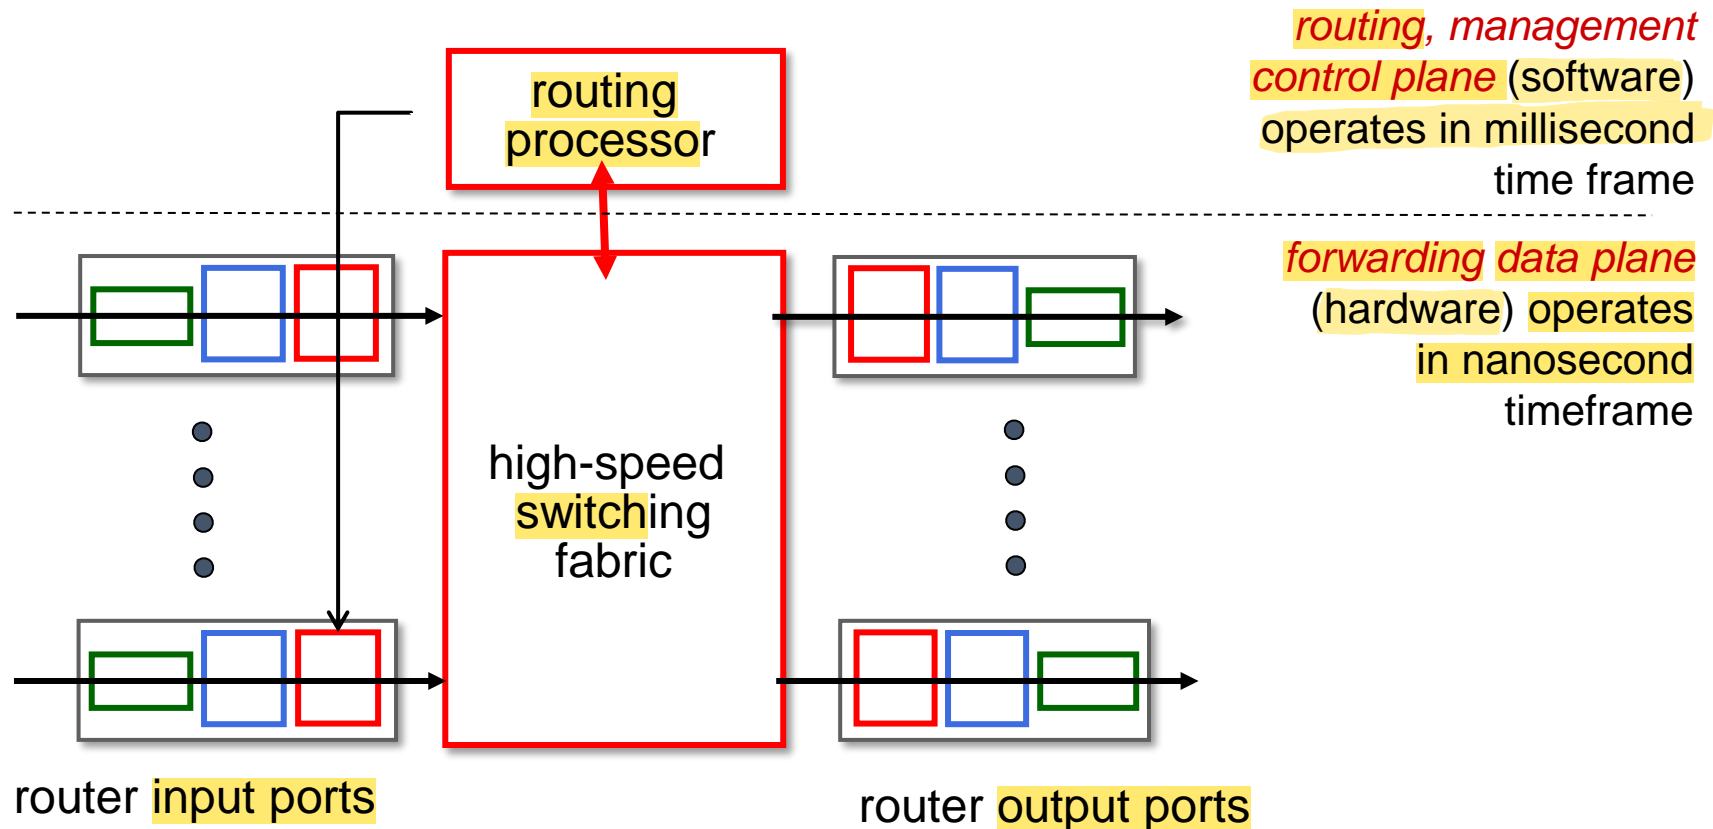 routing, management
control plane (software)
operates in millisecond
time frame
routing
processor
forwarding data plane
(hardware) operates
in nanosecond
timeframe
high-speed
switching
fabric
router input ports
router output ports